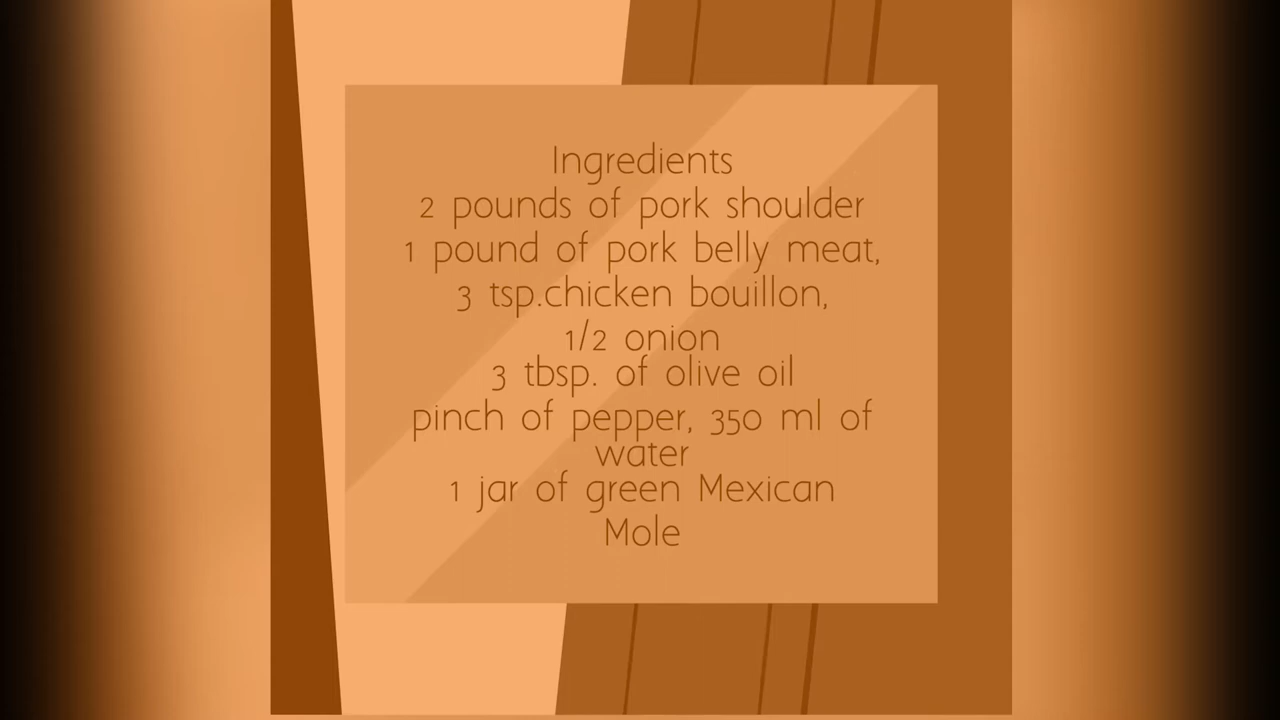 Ingredients
2 pounds of pork shoulder
1 pound of pork belly meat,
3 tsp.chicken bouillon,
1/2 onion
3 tbsp. of olive oil
pinch of pepper, 350 ml of
water
1 jar of green Mexican
Mole